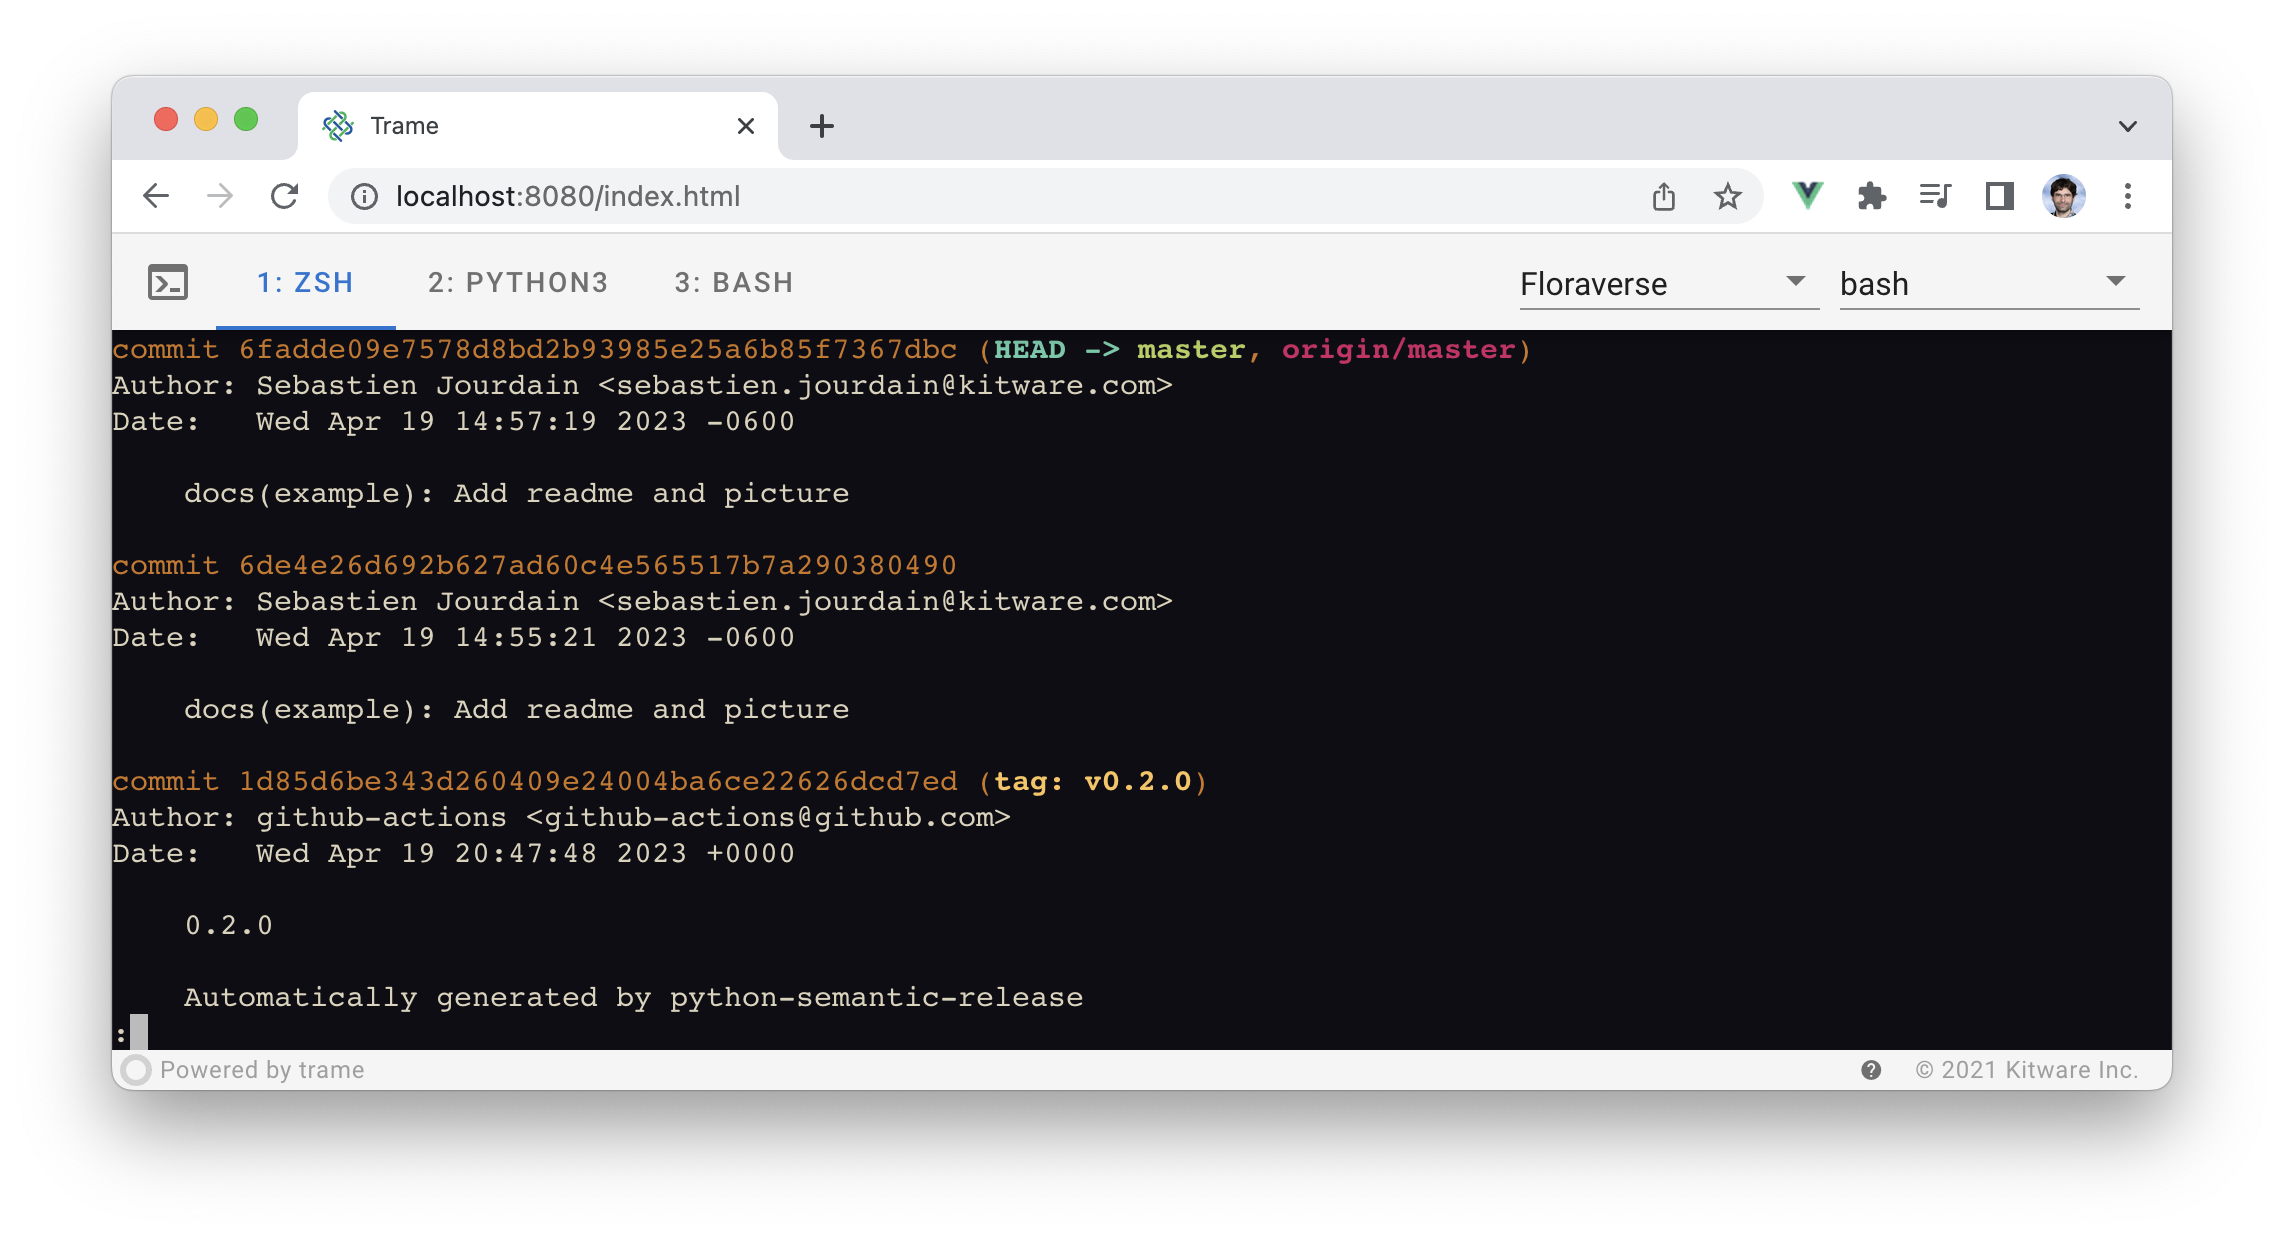 Trame
localhost:8080/index.html
1: ZSH 2: PYTHON3 3: BASH Floraverse bash
commit 6fadde09e7578d8bd2b93985e25a6b85f7367dbc (HEAD -> master, origin/master)
Author: Sebastien Jourdain <sebastien.jourdain@kitware.com>
Date:   Wed Apr 19 14:57:19 2023 -0600
docs(example): Add readme and picture
commit 6de4e26d692b627ad60c4e565517b7a290380490
Author: Sebastien Jourdain <sebastien.jourdain@kitware.com>
Date:   Wed Apr 19 14:55:21 2023 -0600
docs(example): Add readme and picture
commit 1d85d6be343d260409e24004ba6ce22626dcd7ed (tag: v0.2.0)
Author: github-actions <github-actions@github.com>
Date:   Wed Apr 19 20:47:48 2023 +0000
0.2.0
Automatically generated by python-semantic-release
:
Powered by trame © 2021 Kitware Inc.